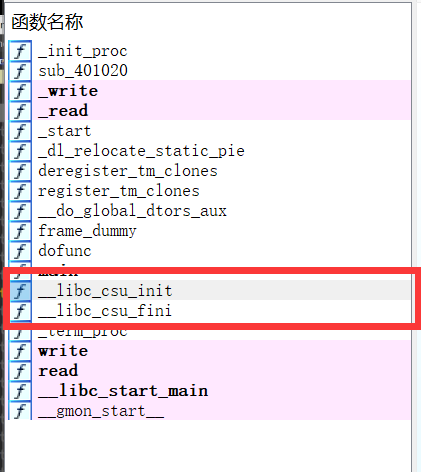 函数名称
_init_proc
sub_401020
_write
_read
_start
_dl_relocate_static_pie
deregister_tm_clones
register_tm_clones
__do_global_dtors_aux
frame_dummy
dofunc
main
__libc_csu_init
__libc_csu_fini
_term_proc
write
read
__libc_start_main
__gmon_start__